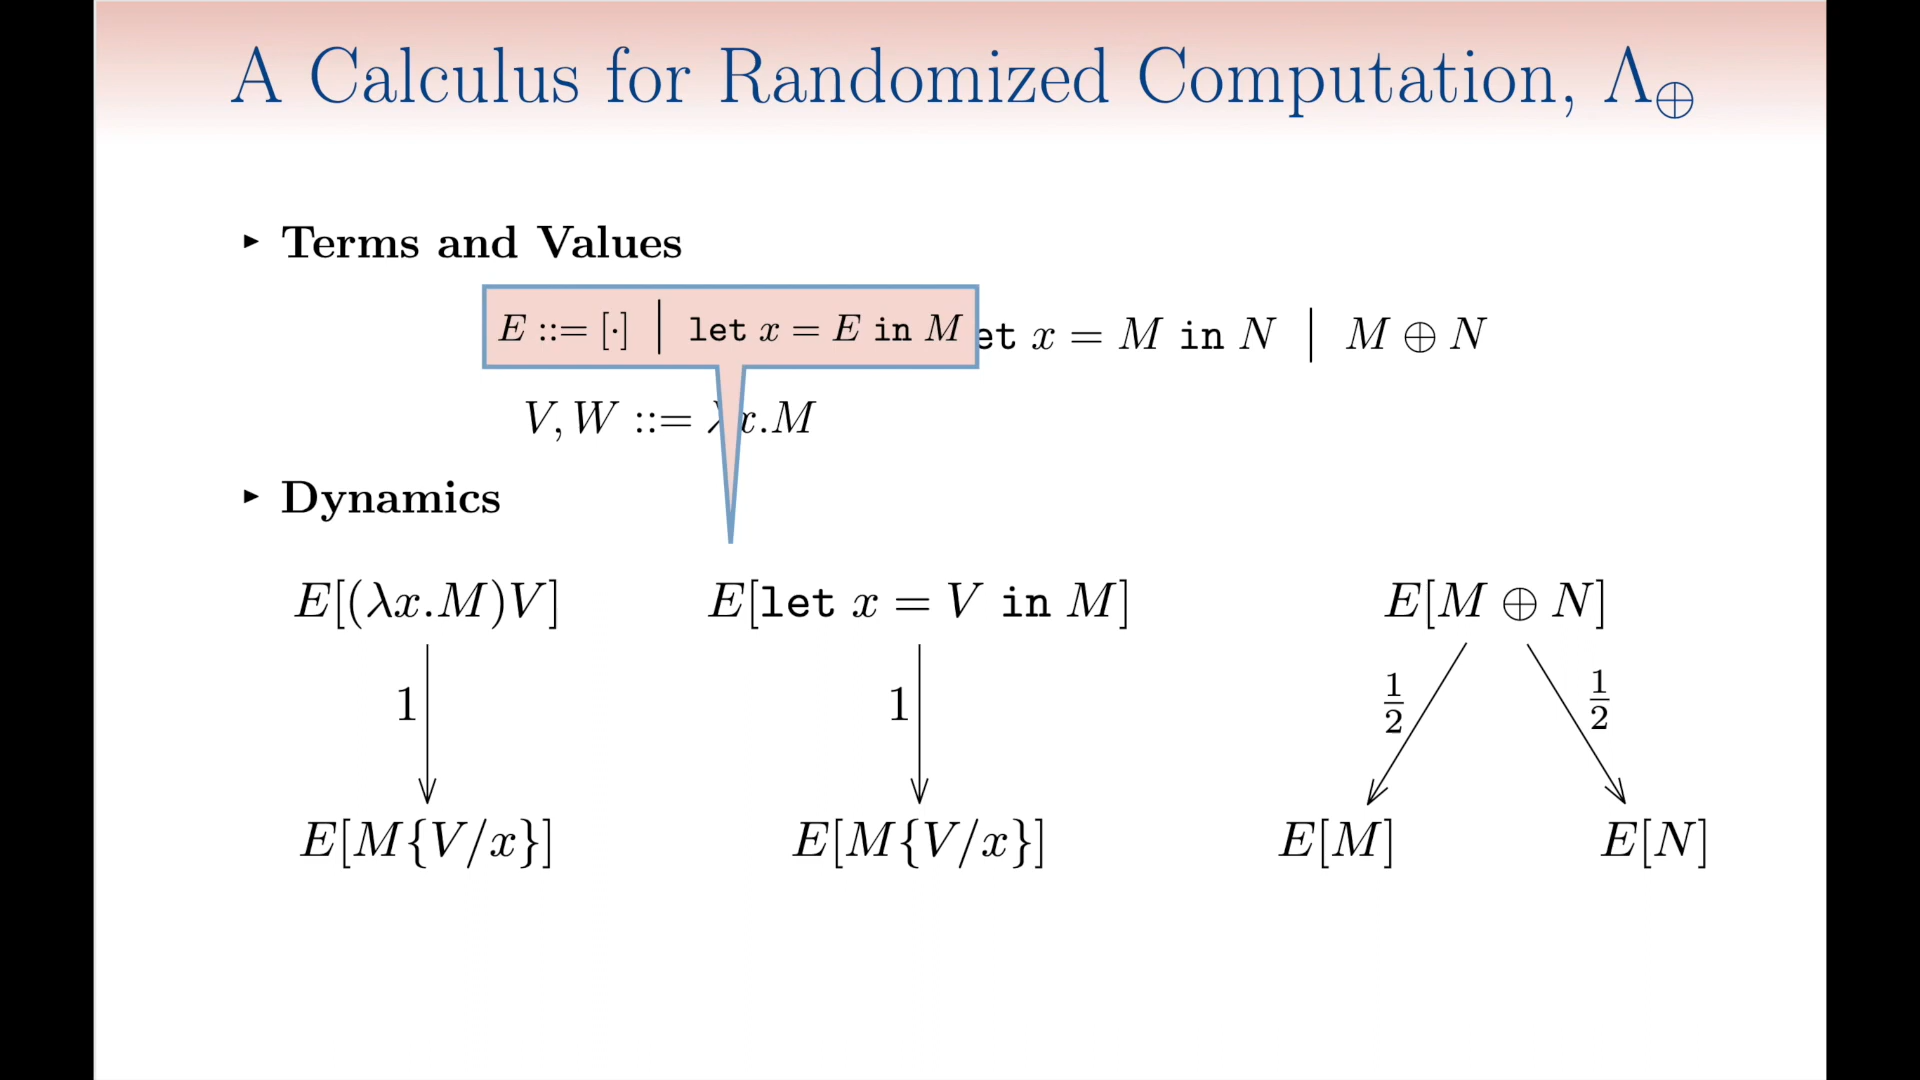 A Calculus for Randomized Computation, Λ⊕
▸ Terms and Values
E ::= [·] | let x = E in M
et x = M in N | M ⊕ N
V, W ::= λx.M
▸ Dynamics
E[(λx.M)V] E[let x = V in M] E[M ⊕ N]
1 1 1/2 1/2
E[M{V/x}] E[M{V/x}] E[M] E[N]